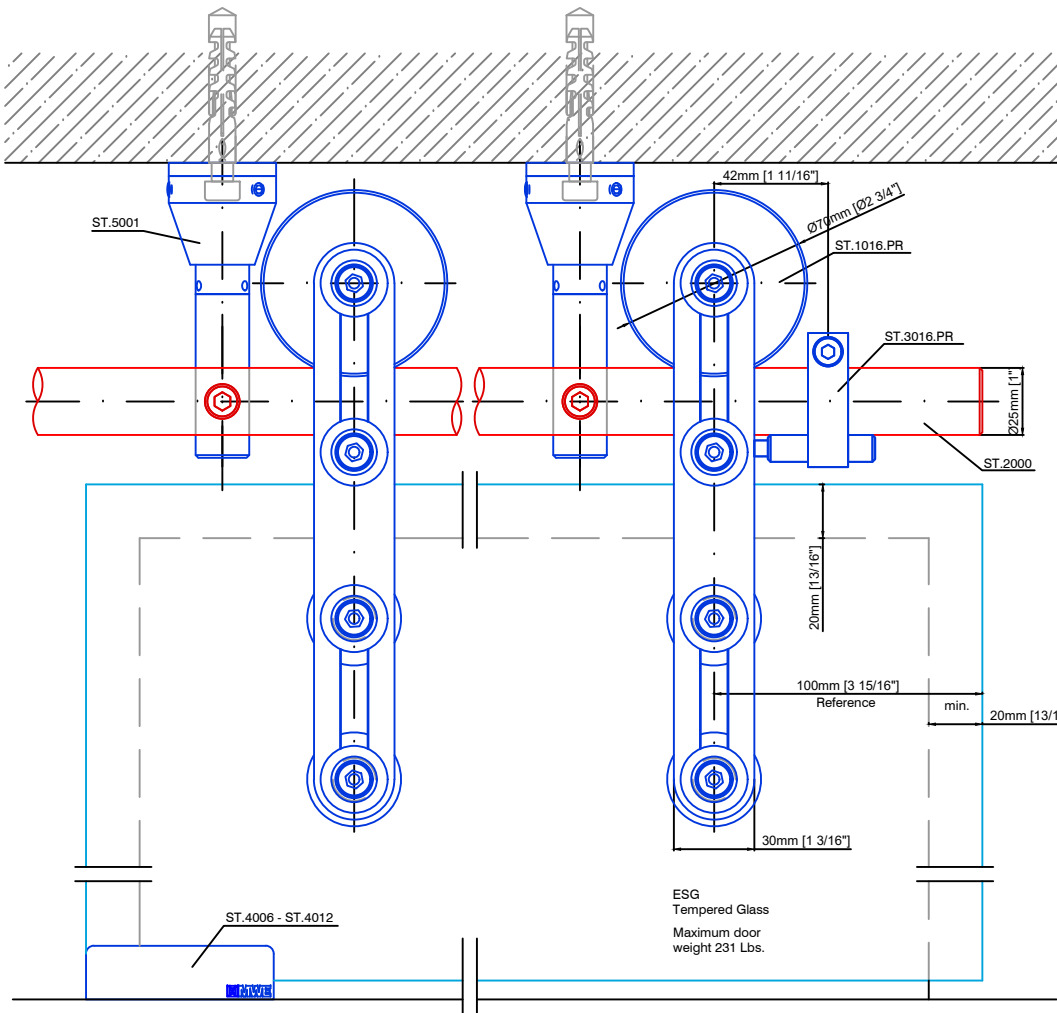 42mm [1 11/16"]
Ø70mm [Ø2 3/4"]
ST.5001
ST.1016.PR
ST.3016.PR
Ø25mm [1"]
ST.2000
20mm [13/16"]
100mm [3 15/16"]
Reference
min.
20mm [13/1
30mm [1 3/16"]
ESG
Tempered Glass
Maximum door
weight 231 Lbs.
ST.4006 - ST.4012
MWE